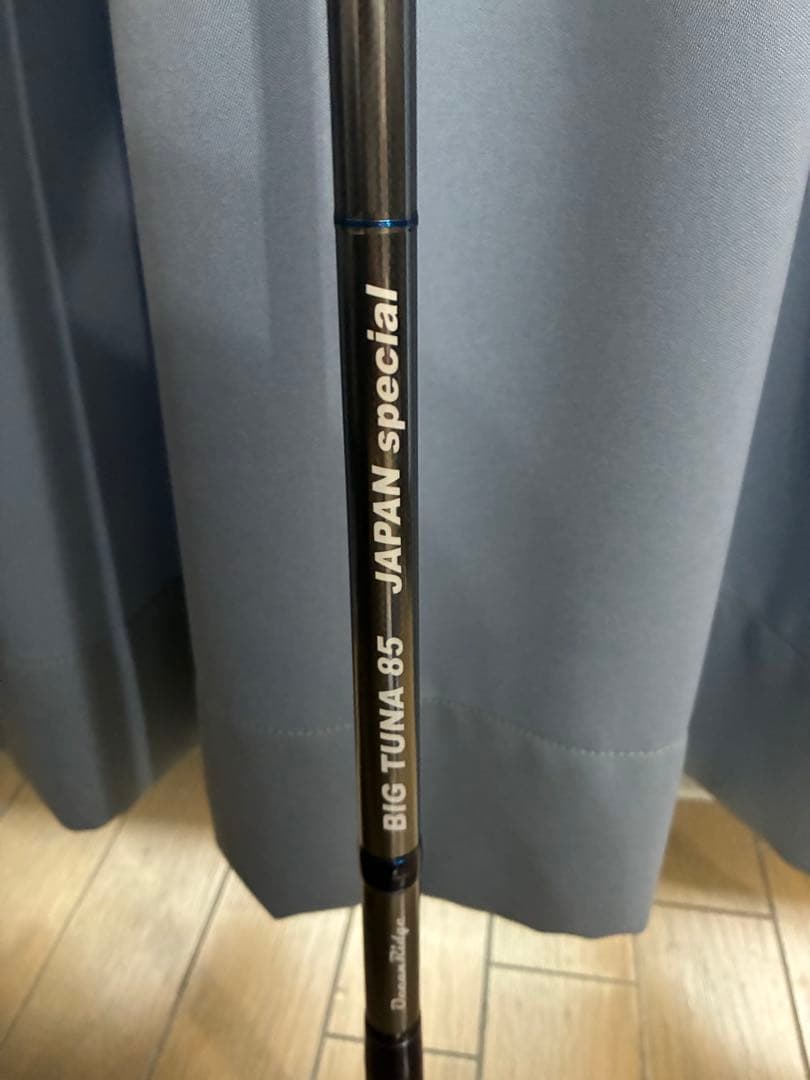 BIG TUNA 85 JAPAN special
Ocean Ridge